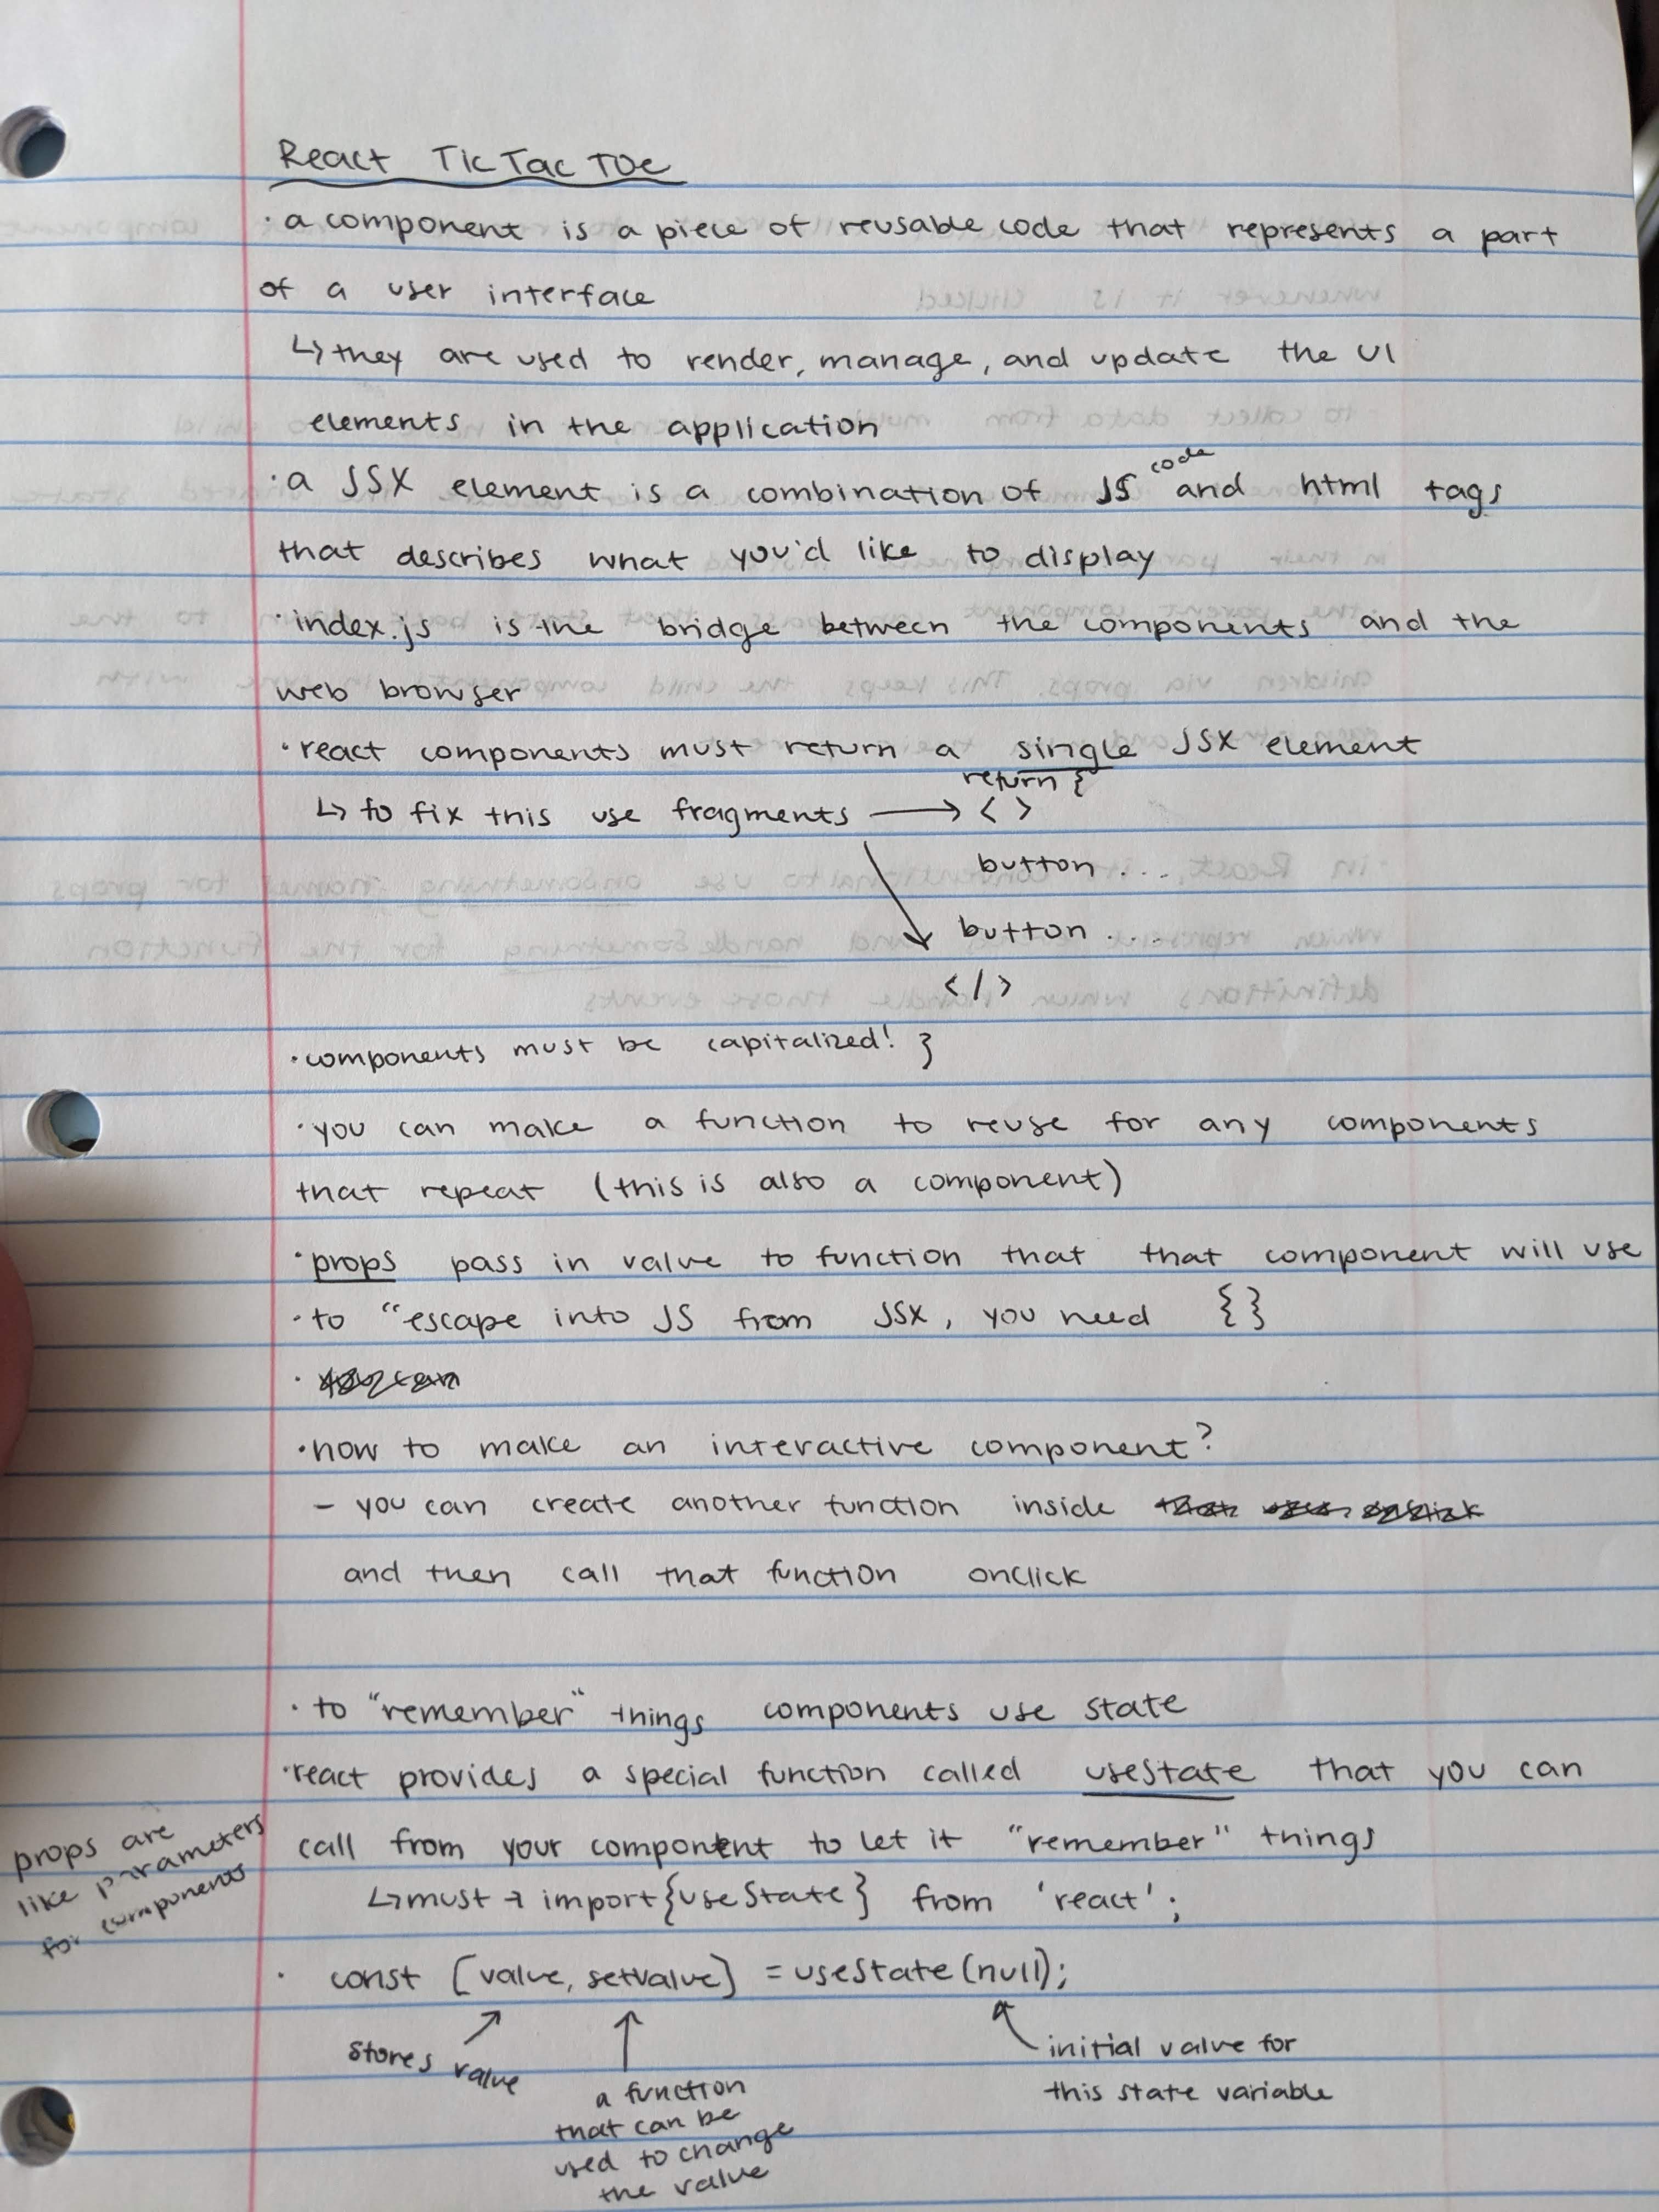 React Tic Tac Toe
· a component is a piece of reusable code that represents a part
of a user interface
↳ they are used to render, manage, and update the UI
elements in the application
· a JSX element is a combination of JS code and html tags
that describes what you'd like to display
· index.js is the bridge between the components and the
web browser
· react components must return a single JSX element
return {
↳ to fix this use fragments → < >
button ...
button ....
</>
· components must be capitalized! }
· you can make a function to reuse for any components
that repeat (this is also a component)
· props pass in value to function that that component will use
· to "escape into JS from JSX, you need { }
·
· how to make an interactive component?
- you can create another function inside
and then call that function onclick
· to "remember" things components use state
· react provides a special function called useState that you can
call from your component to let it "remember" things
↳ must → import {useState} from 'react';
props are
like parameters
for components
· const [value, setValue] = useState(null);
stores value
a function
that can be
used to change
the value
initial value for
this state variable